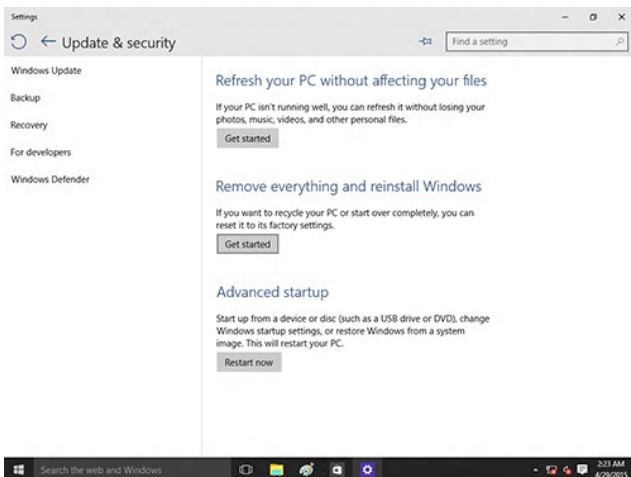 Settings
Update & security
Find a setting
Windows Update
Backup
Recovery
For developers
Windows Defender
Refresh your PC without affecting your files
If your PC isn't running well, you can refresh it without losing your
photos, music, videos, and other personal files.
Get started
Remove everything and reinstall Windows
If you want to recycle your PC or start over completely, you can
reset it to its factory settings.
Get started
Advanced startup
Start up from a device or disc (such as a USB drive or DVD), change
Windows startup settings, or restore Windows from a system
image. This will restart your PC.
Restart now
Search the web and Windows
2:23 AM
4/29/2015